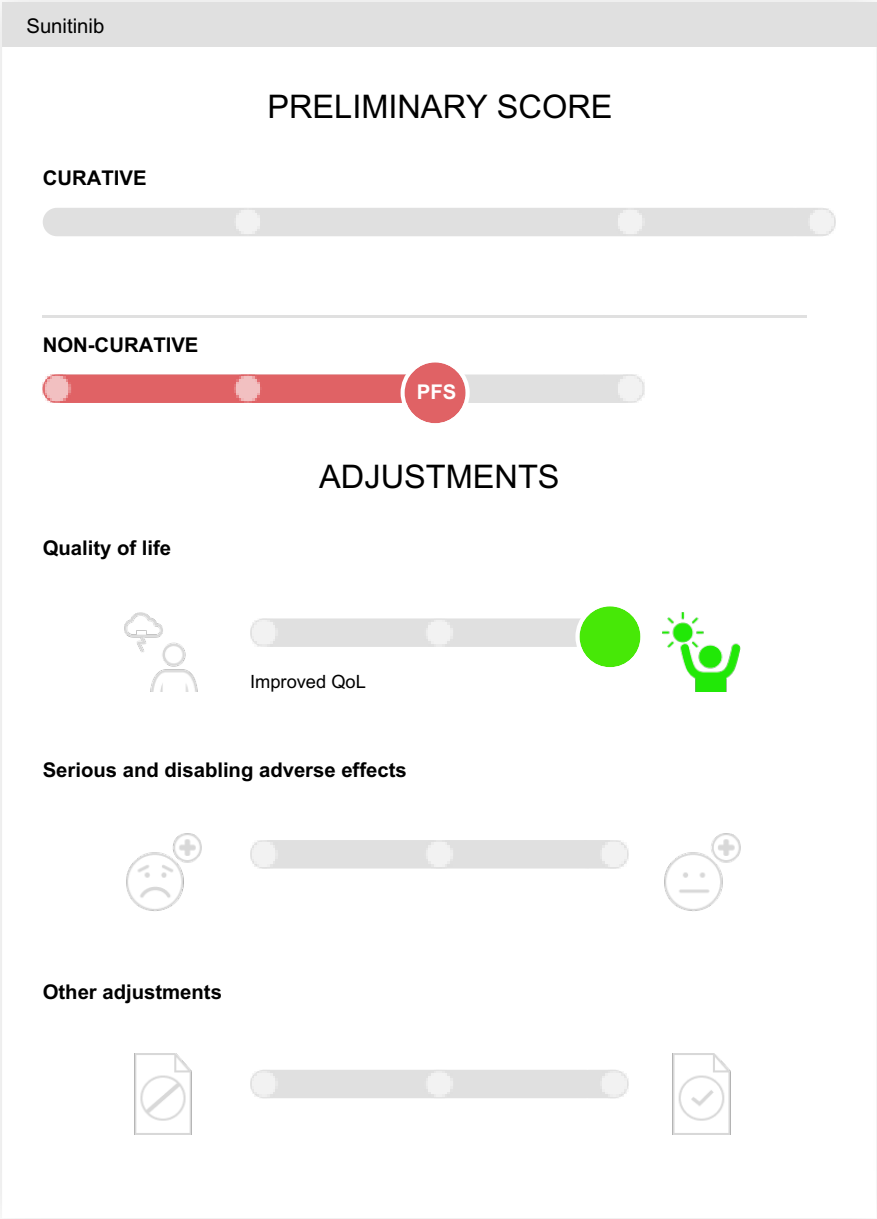 Sunitinib
PRELIMINARY SCORE
CURATIVE
NON-CURATIVE
PFS
ADJUSTMENTS
Quality of life
Improved QoL
Serious and disabling adverse effects
Other adjustments